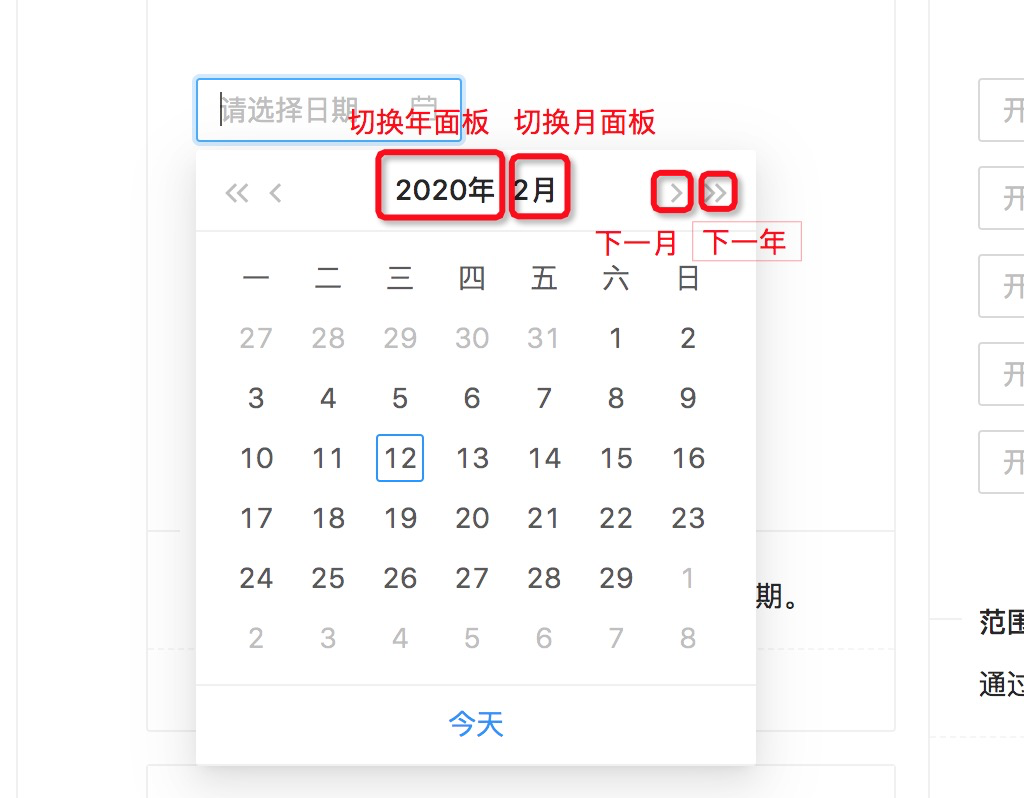 请选择日期
切换年面板 切换月面板
2020年 2月
下一月 下一年
一 二 三 四 五 六 日
27 28 29 30 31 1 2
3 4 5 6 7 8 9
10 11 12 13 14 15 16
17 18 19 20 21 22 23
24 25 26 27 28 29 1
2 3 4 5 6 7 8
今天
期。
开
开
开
开
开
范围
通过